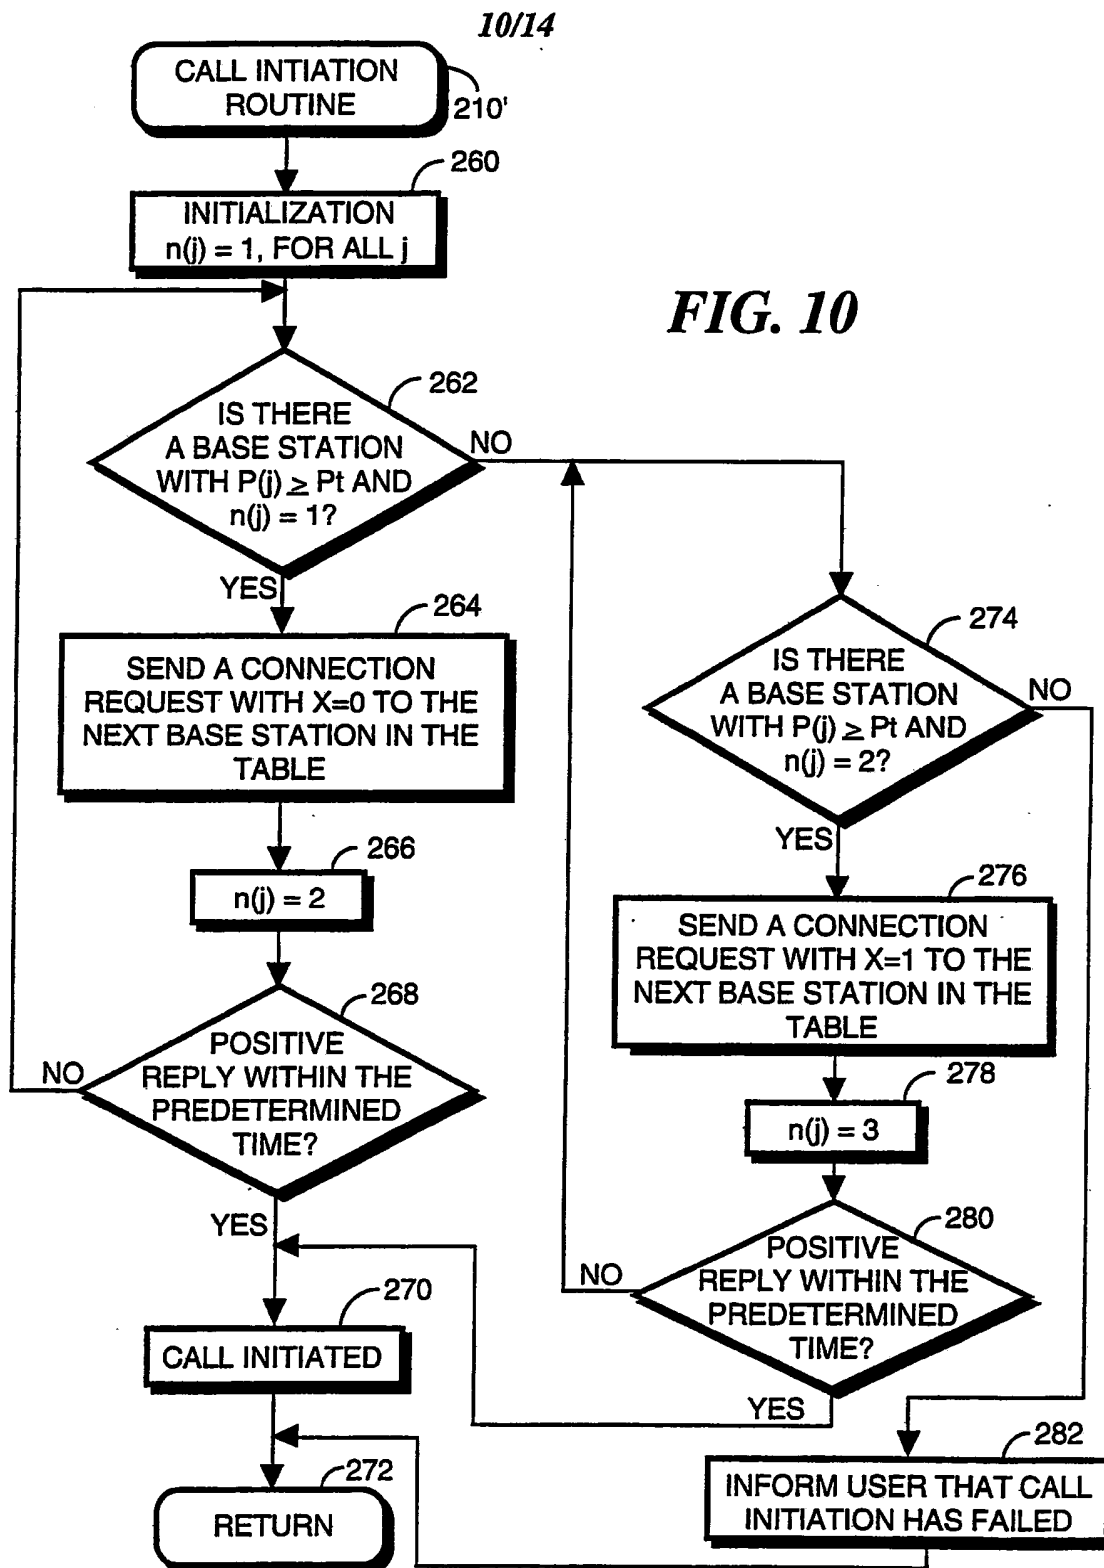 10/14
CALL INTIATION
ROUTINE
210'
260
INITIALIZATION
n(j) = 1, FOR ALL j
FIG. 10
262
IS THERE
A BASE STATION
WITH P(j) ≥ Pt AND
n(j) = 1?
NO
YES
264
SEND A CONNECTION
REQUEST WITH X=0 TO THE
NEXT BASE STATION IN THE
TABLE
266
n(j) = 2
268
POSITIVE
REPLY WITHIN THE
PREDETERMINED
TIME?
NO
YES
270
CALL INITIATED
272
RETURN
274
IS THERE
A BASE STATION
WITH P(j) ≥ Pt AND
n(j) = 2?
NO
YES
276
SEND A CONNECTION
REQUEST WITH X=1 TO THE
NEXT BASE STATION IN THE
TABLE
278
n(j) = 3
280
POSITIVE
REPLY WITHIN THE
PREDETERMINED
TIME?
NO
YES
282
INFORM USER THAT CALL
INITIATION HAS FAILED